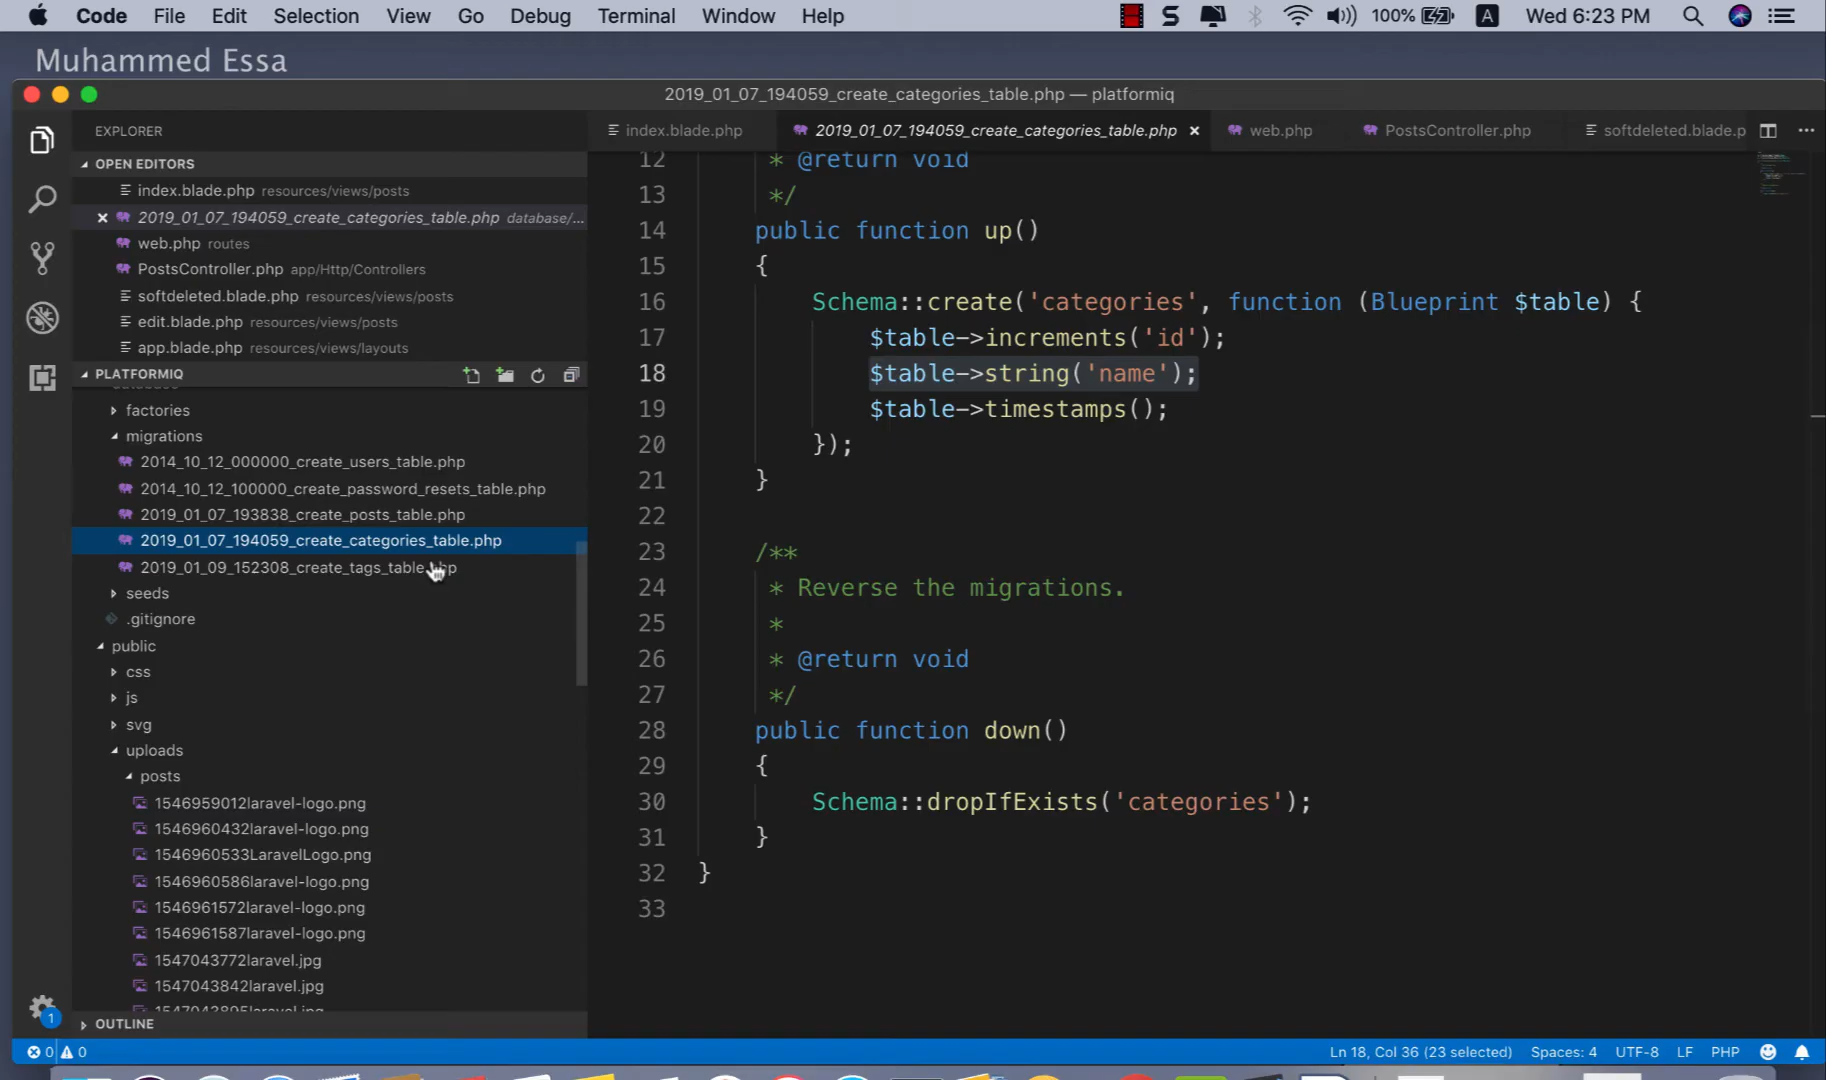 Code File Edit Selection View Go Debug Terminal Window Help 100% A Wed 6:23 PM
Muhammed Essa
2019_01_07_194059_create_categories_table.php — platformiq
EXPLORER
index.blade.php 2019_01_07_194059_create_categories_table.php × web.php PostsController.php softdeleted.blade.p ...
OPEN EDITORS
index.blade.php resources/views/posts
× 2019_01_07_194059_create_categories_table.php database/...
web.php routes
PostsController.php app/Http/Controllers
softdeleted.blade.php resources/views/posts
edit.blade.php resources/views/posts
app.blade.php resources/views/layouts
PLATFORMIQ
database
factories
migrations
2014_10_12_000000_create_users_table.php
2014_10_12_100000_create_password_resets_table.php
2019_01_07_193838_create_posts_table.php
2019_01_07_194059_create_categories_table.php
2019_01_09_152308_create_tags_table.php
seeds
.gitignore
public
css
js
svg
uploads
posts
1546959012laravel-logo.png
1546960432laravel-logo.png
1546960533LaravelLogo.png
1546960586laravel-logo.png
1546961572laravel-logo.png
1546961587laravel-logo.png
1547043772laravel.jpg
1547043842laravel.jpg
OUTLINE
12 * @return void
13 */
14 public function up()
15 {
16 Schema::create('categories', function (Blueprint $table) {
17 $table->increments('id');
18 $table->string('name');
19 $table->timestamps();
20 });
21 }
22
23 /**
24 * Reverse the migrations.
25 *
26 * @return void
27 */
28 public function down()
29 {
30 Schema::dropIfExists('categories');
31 }
32 }
33
1
0 0 Ln 18, Col 36 (23 selected) Spaces: 4 UTF-8 LF PHP